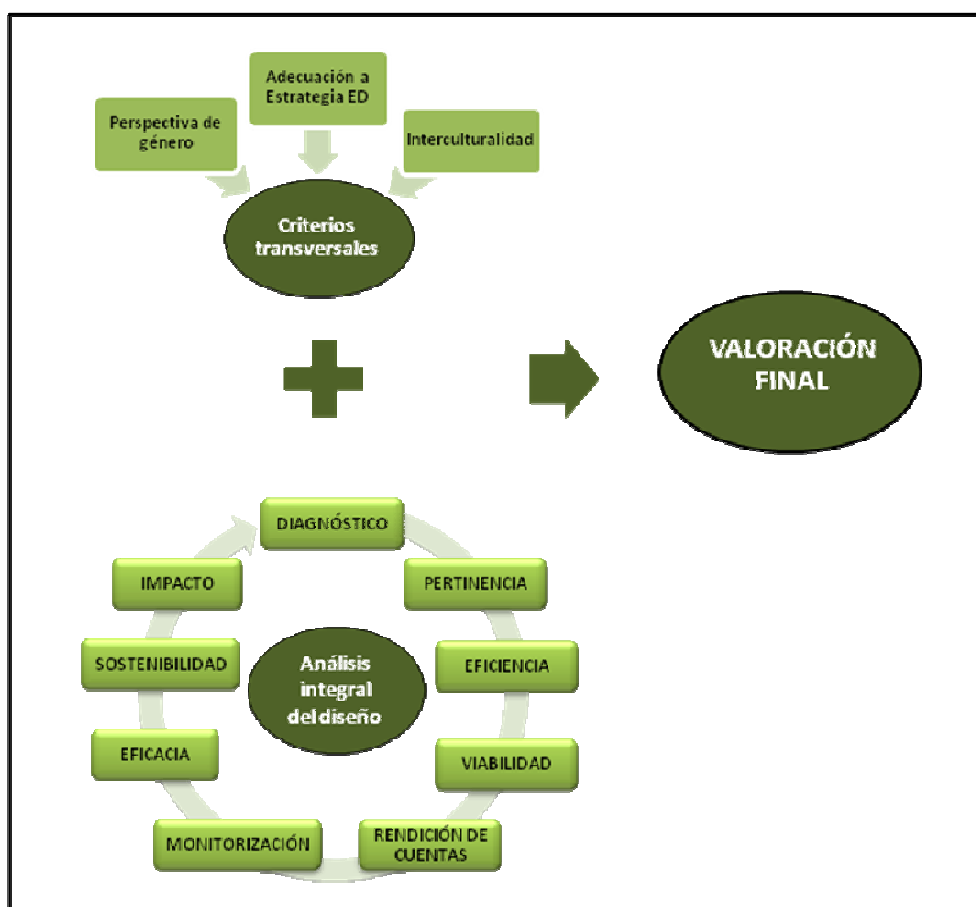 Adecuación a
Estrategia ED
Perspectiva de
género
Interculturalidad
Criterios
transversales
VALORACIÓN
FINAL
DIAGNÓSTICO
IMPACTO
PERTINENCIA
SOSTENIBILIDAD
Análisis
integral
del diseño
EFICIENCIA
EFICACIA
VIABILIDAD
MONITORIZACIÓN
RENDICIÓN DE
CUENTAS